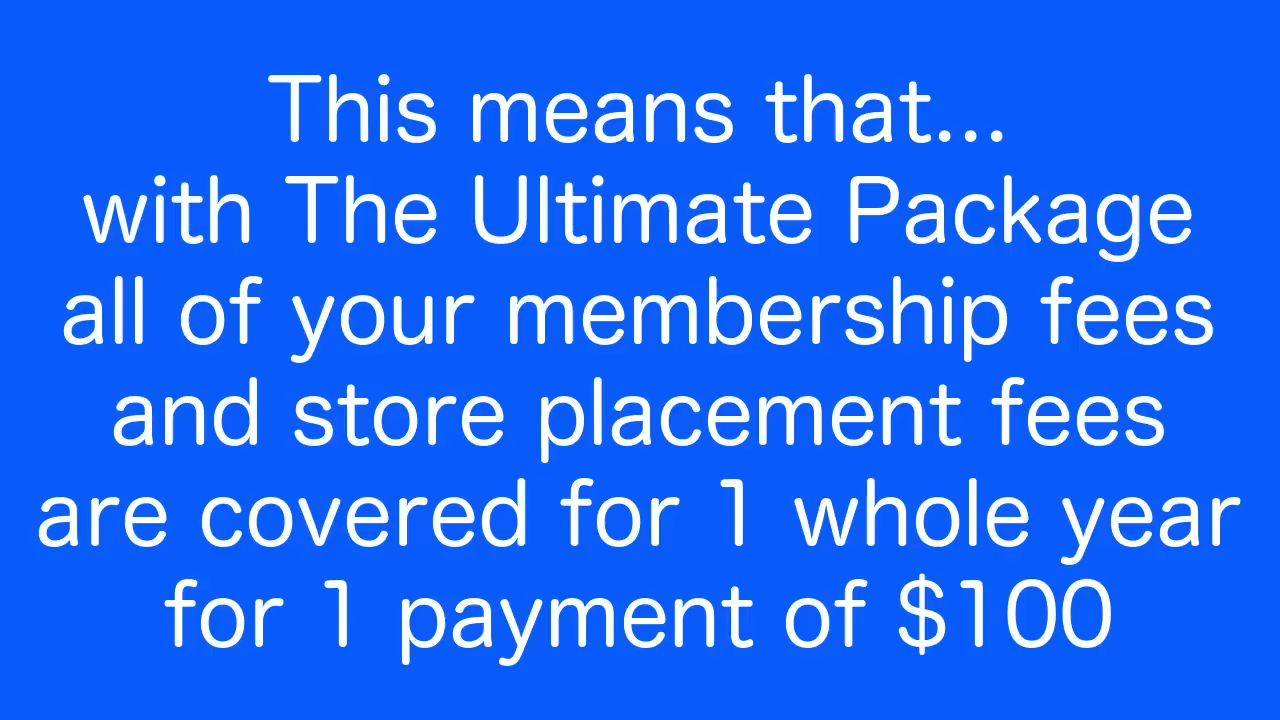 This means that...
with The Ultimate Package
all of your membership fees
and store placement fees
are covered for 1 whole year
for 1 payment of $100